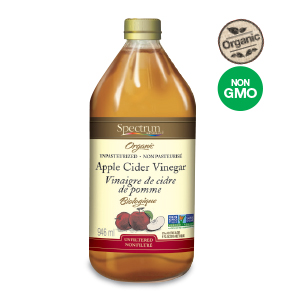 Organic
NON
GMO
Spectrum
Organic
UNPASTEURIZED • NON PASTEURISÉ
Apple Cider Vinegar
Vinaigre de cidre
de pomme
Biologique
946 ml
UNFILTERED
NON FILTRÉ